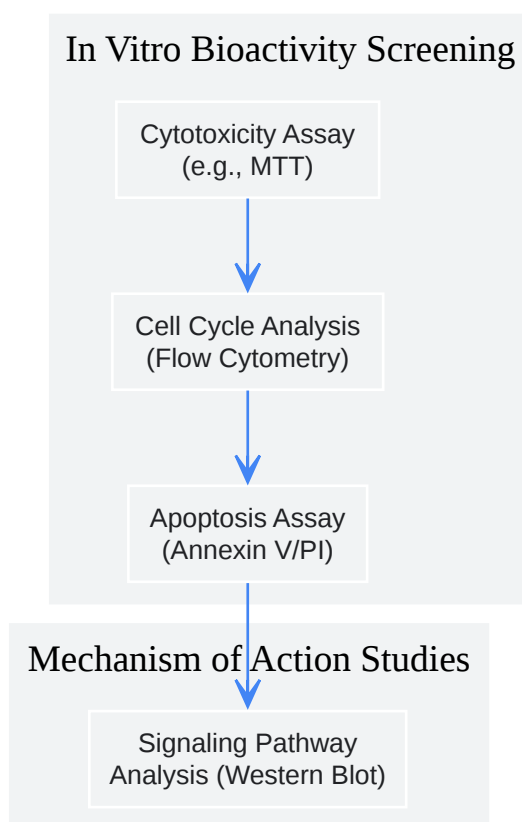 In Vitro Bioactivity Screening
Cytotoxicity Assay
(e.g., MTT)
Cell Cycle Analysis
(Flow Cytometry)
Apoptosis Assay
(Annexin V/PI)
Mechanism of Action Studies
Signaling Pathway
Analysis (Western Blot)